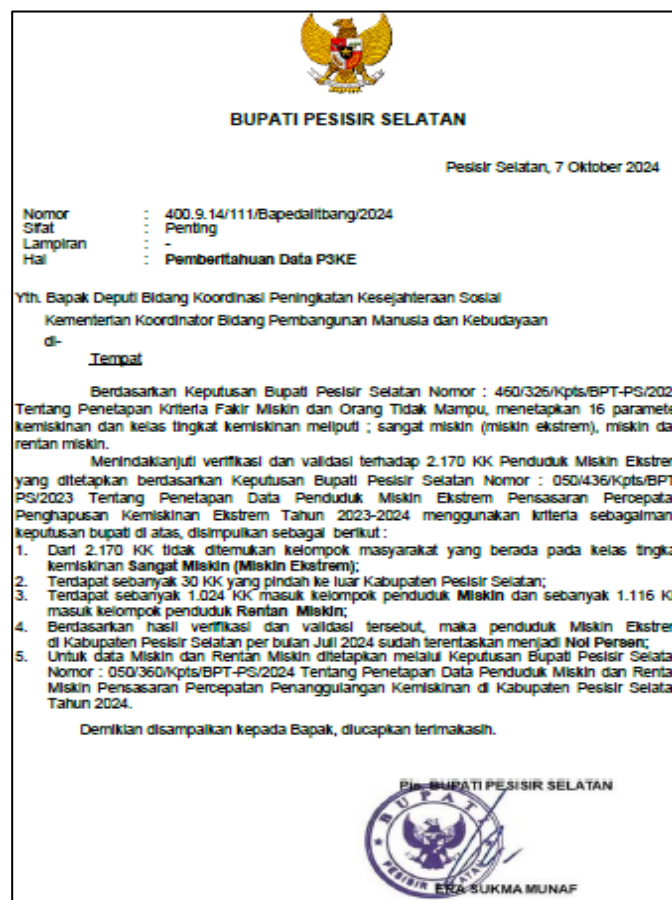 BUPATI PESISIR SELATAN
Pesisir Selatan, 7 Oktober 2024
Nomor : 400.9.14/111/Bapedalitbang/2024
Sifat : Penting
Lampiran : -
Hal : Pemberitahuan Data P3KE
Yth. Bapak Deputi Bidang Koordinasi Peningkatan Kesejahteraan Sosial
Kementerian Koordinator Bidang Pembangunan Manusia dan Kebudayaan
di-
Tempat
Berdasarkan Keputusan Bupati Pesisir Selatan Nomor : 460/326/Kpts/BPT-PS/202
Tentang Penetapan Kriteria Fakir Miskin dan Orang Tidak Mampu, menetapkan 16 paramete
kemiskinan dan kelas tingkat kemiskinan meliputi ; sangat miskin (miskin ekstrem), miskin da
rentan miskin.
Menindaklanjuti verifikasi dan validasi terhadap 2.170 KK Penduduk Miskin Ekstrem
yang ditetapkan berdasarkan Keputusan Bupati Pesisir Selatan Nomor : 050/436/Kpts/BPT
PS/2023 Tentang Penetapan Data Penduduk Miskin Ekstrem Pensasaran Percepata
Penghapusan Kemiskinan Ekstrem Tahun 2023-2024 menggunakan kriteria sebagaiman
keputusan bupati di atas, disimpulkan sebagai berikut :
1. Dari 2.170 KK tidak ditemukan kelompok masyarakat yang berada pada kelas tingka
kemiskinan Sangat Miskin (Miskin Ekstrem);
2. Terdapat sebanyak 30 KK yang pindah ke luar Kabupaten Pesisir Selatan;
3. Terdapat sebanyak 1.024 KK masuk kelompok penduduk Miskin dan sebanyak 1.116 K
masuk kelompok penduduk Rentan Miskin;
4. Berdasarkan hasil verifikasi dan validasi tersebut, maka penduduk Miskin Ekstrem
di Kabupaten Pesisir Selatan per bulan Juli 2024 sudah terentaskan menjadi Nol Persen;
5. Untuk data Miskin dan Rentan Miskin ditetapkan melalui Keputusan Bupati Pesisir Selata
Nomor : 050/360/Kpts/BPT-PS/2024 Tentang Penetapan Data Penduduk Miskin dan Renta
Miskin Pensasaran Percepatan Penanggulangan Kemiskinan di Kabupaten Pesisir Selata
Tahun 2024.
Demikian disampaikan kepada Bapak, diucapkan terimakasih.
Pjs. BUPATI PESISIR SELATAN
BUPATI
PESISIR SELATAN
ERA SUKMA MUNAF